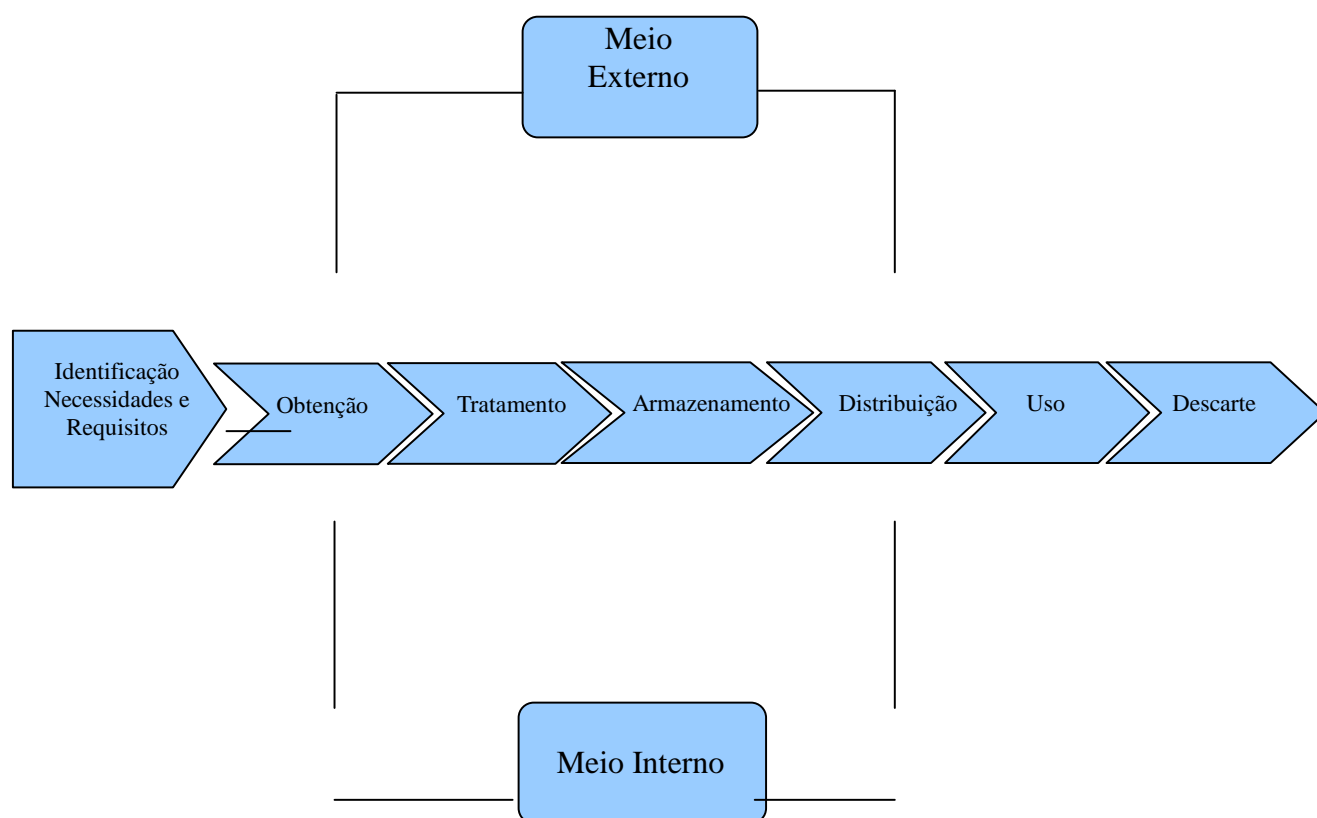 Meio
Externo
Identificação
Necessidades e
Requisitos
Obtenção
Tratamento
Armazenamento
Distribuição
Uso
Descarte
Meio Interno